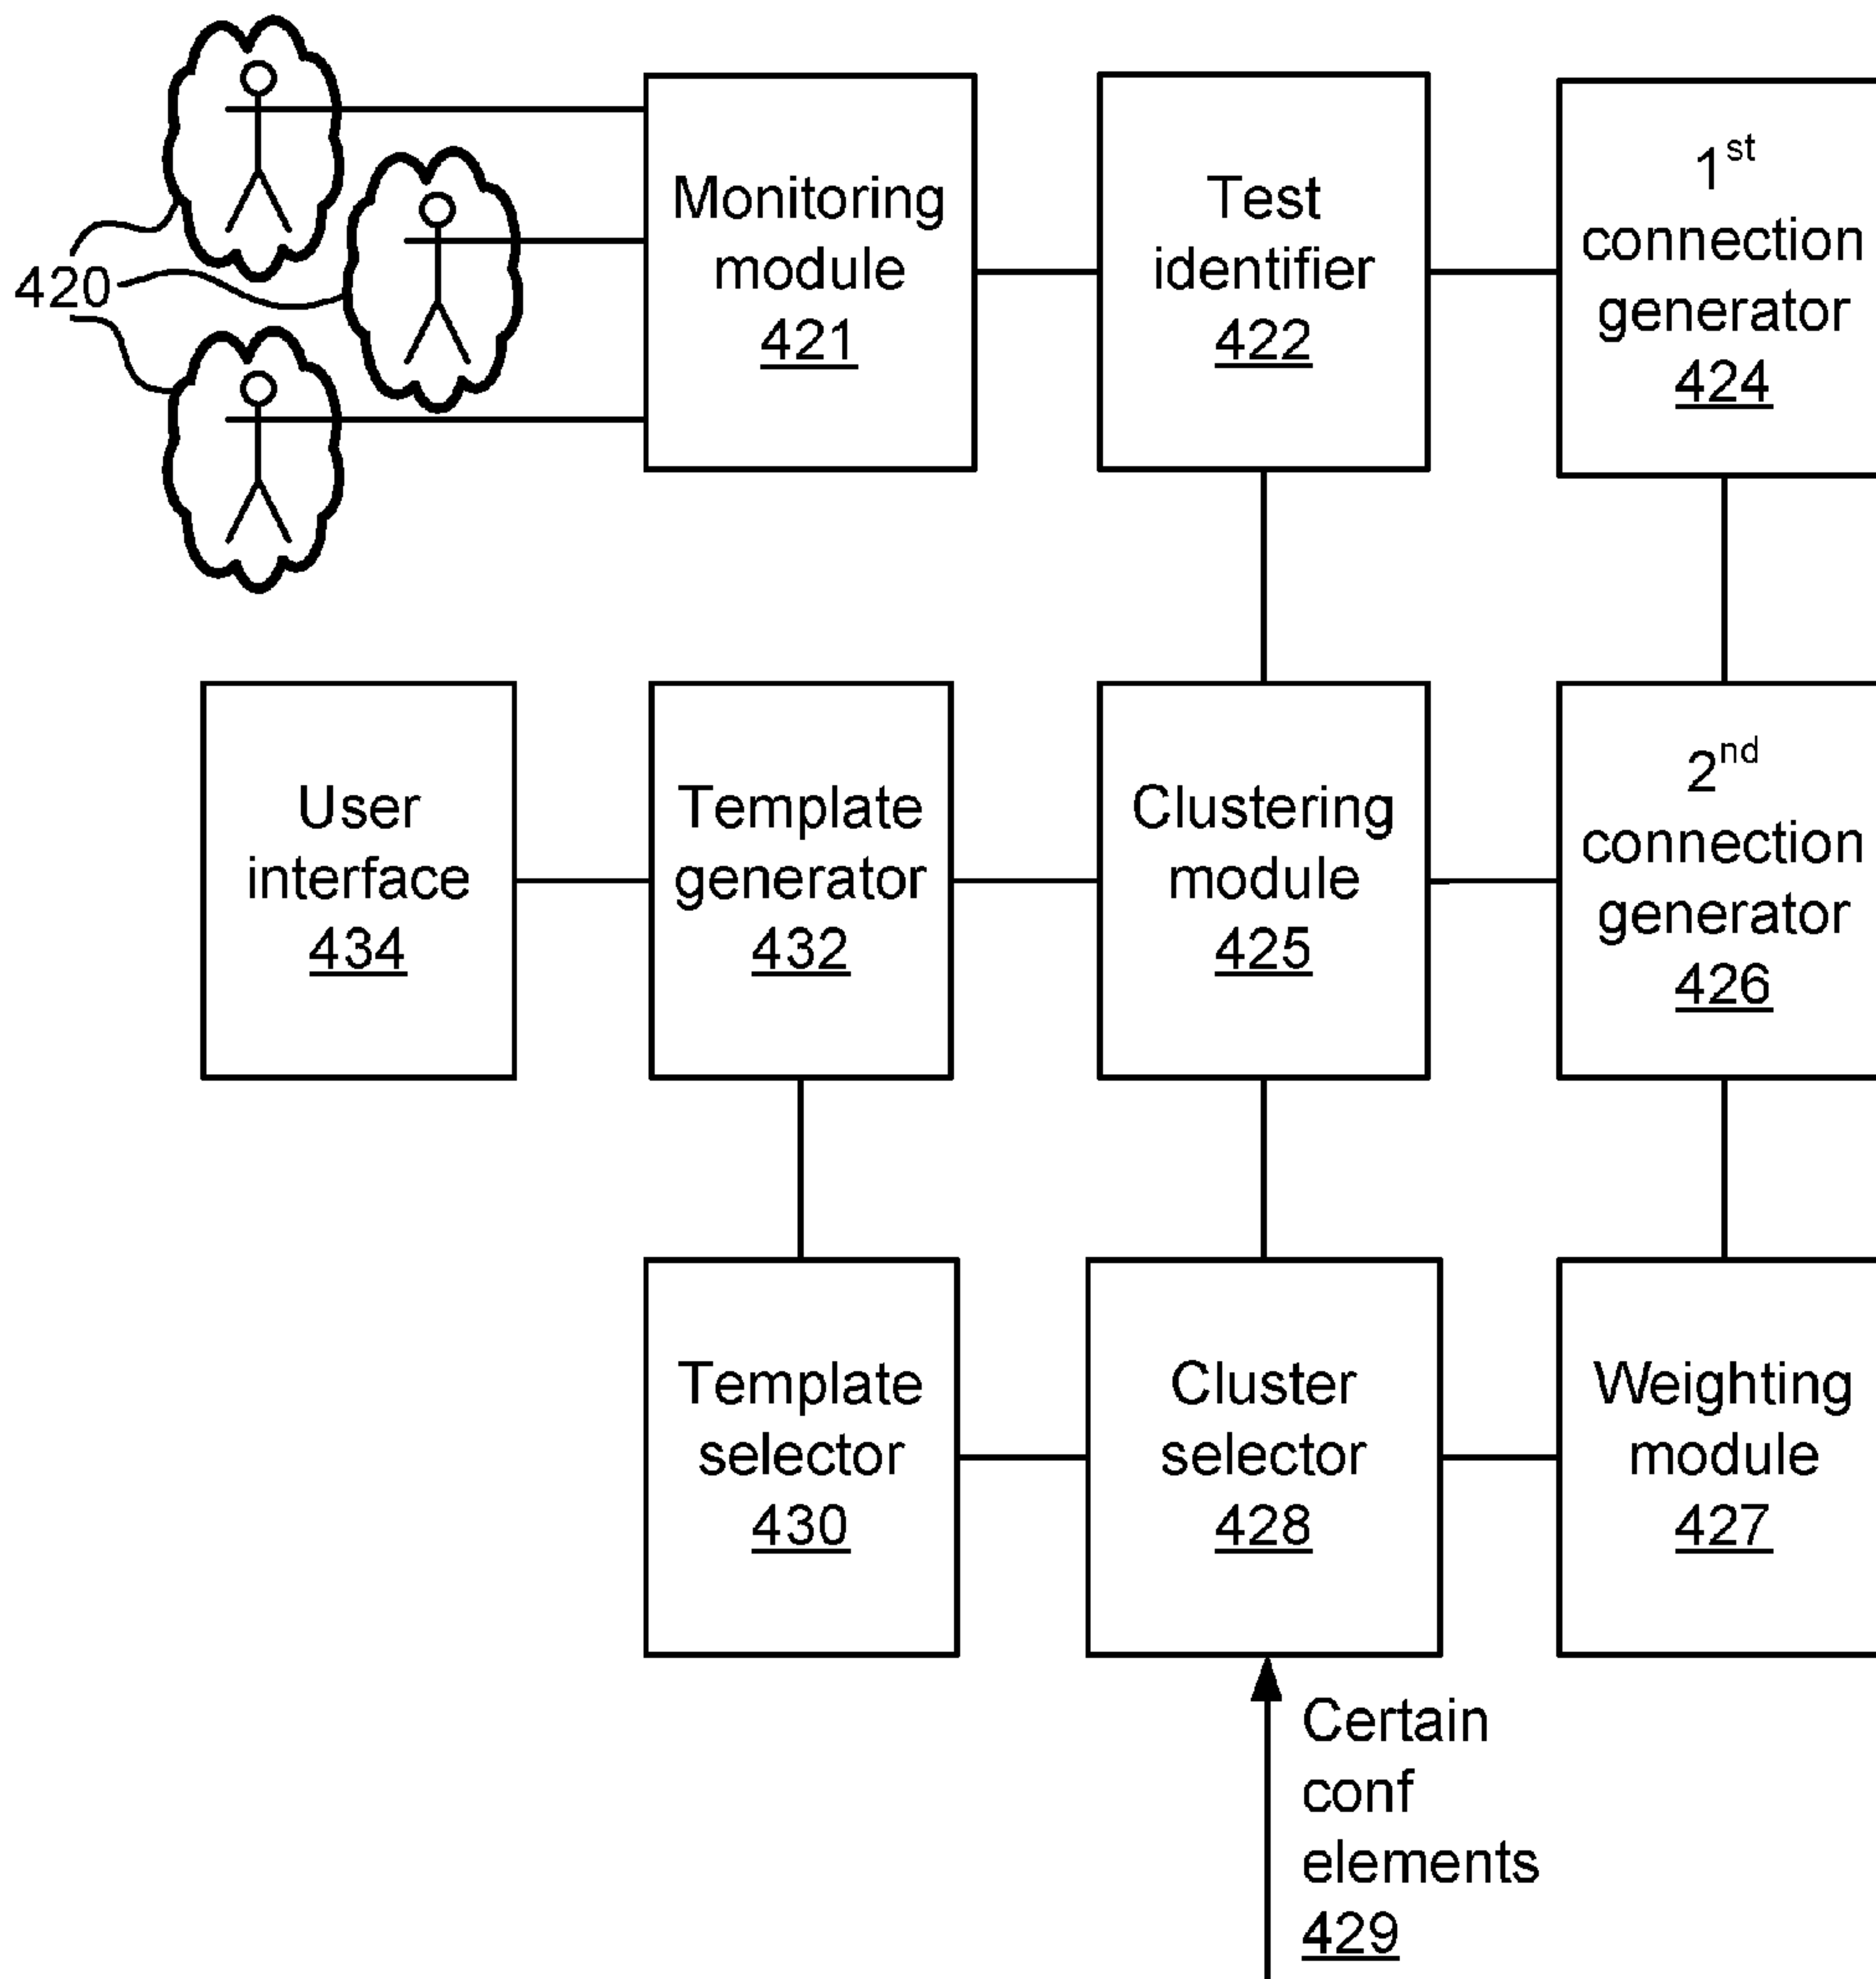 420
Monitoring
module
421
Test
identifier
422
1st
connection
generator
424
User
interface
434
Template
generator
432
Clustering
module
425
2nd
connection
generator
426
Template
selector
430
Cluster
selector
428
Weighting
module
427
Certain
conf
elements
429